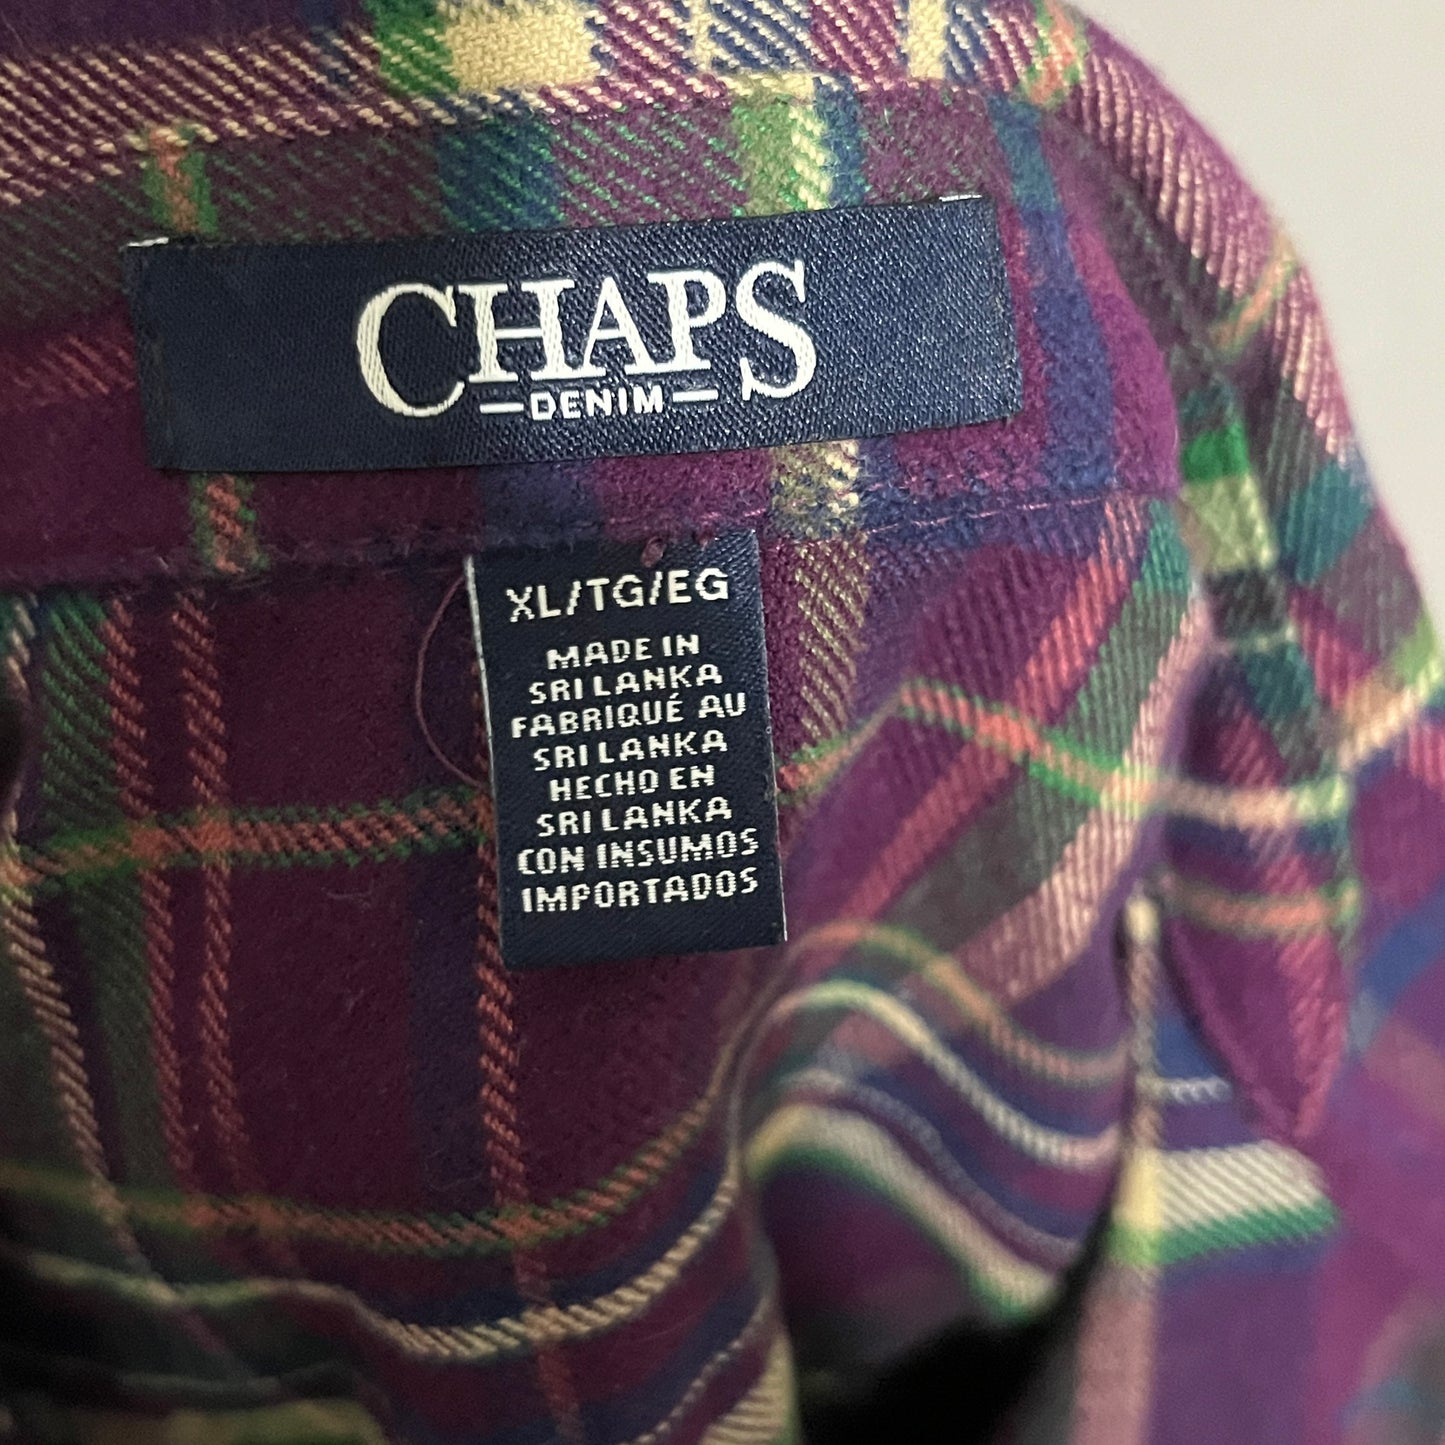 CHAPS
—DENIM—
XL/TG/EG
MADE IN
SRI LANKA
FABRIQUÉ AU
SRI LANKA
HECHO EN
SRI LANKA
CON INSUMOS
IMPORTADOS